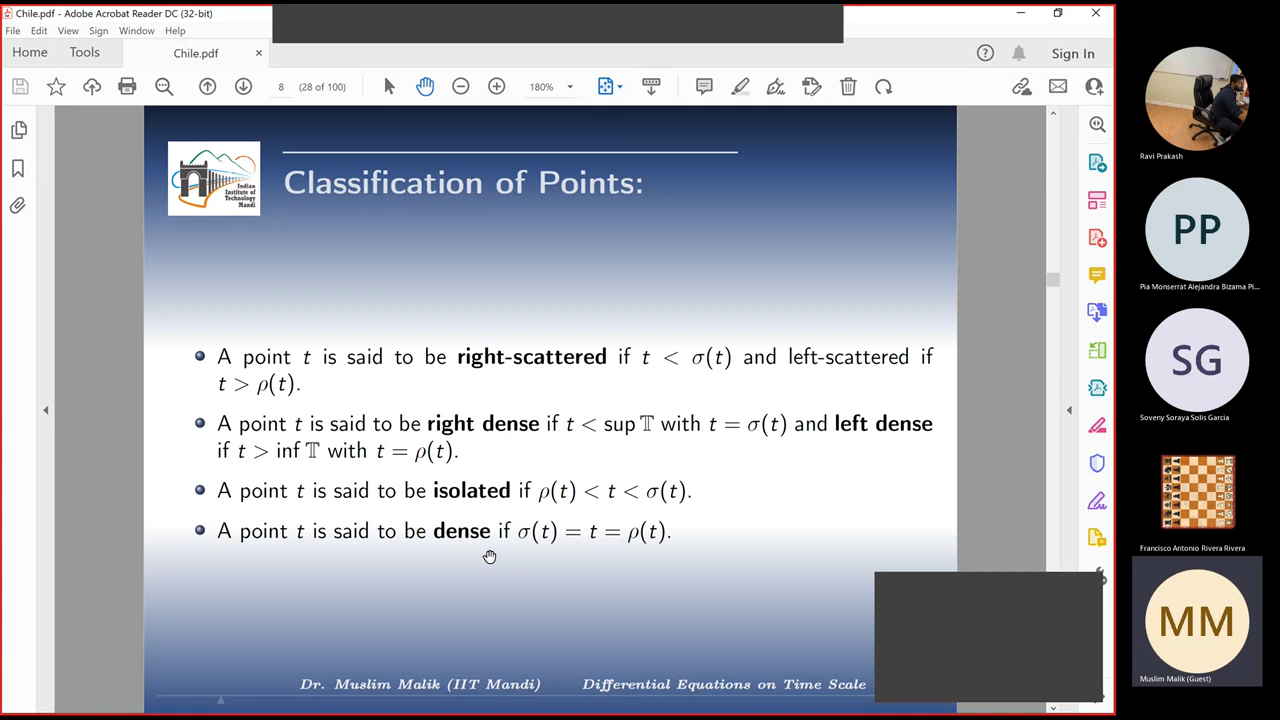 Chile.pdf - Adobe Acrobat Reader DC (32-bit)
File Edit View Sign Window Help
Home Tools Chile.pdf × Sign In
8 (28 of 100) 180%
Indian
Institute of
Technology
Mandi
Classification of Points:
A point t is said to be right-scattered if t < σ(t) and left-scattered if
t > ρ(t).
A point t is said to be right dense if t < sup 𝕋 with t = σ(t) and left dense
if t > inf 𝕋 with t = ρ(t).
A point t is said to be isolated if ρ(t) < t < σ(t).
A point t is said to be dense if σ(t) = t = ρ(t).
Dr. Muslim Malik (IIT Mandi) Differential Equations on Time Scale
Ravi Prakash
PP
Pia Monserrat Alejandra Bizama Pi...
SG
Soveny Soraya Solis Garcia
Francisco Antonio Rivera Rivera
MM
Muslim Malik (Guest)